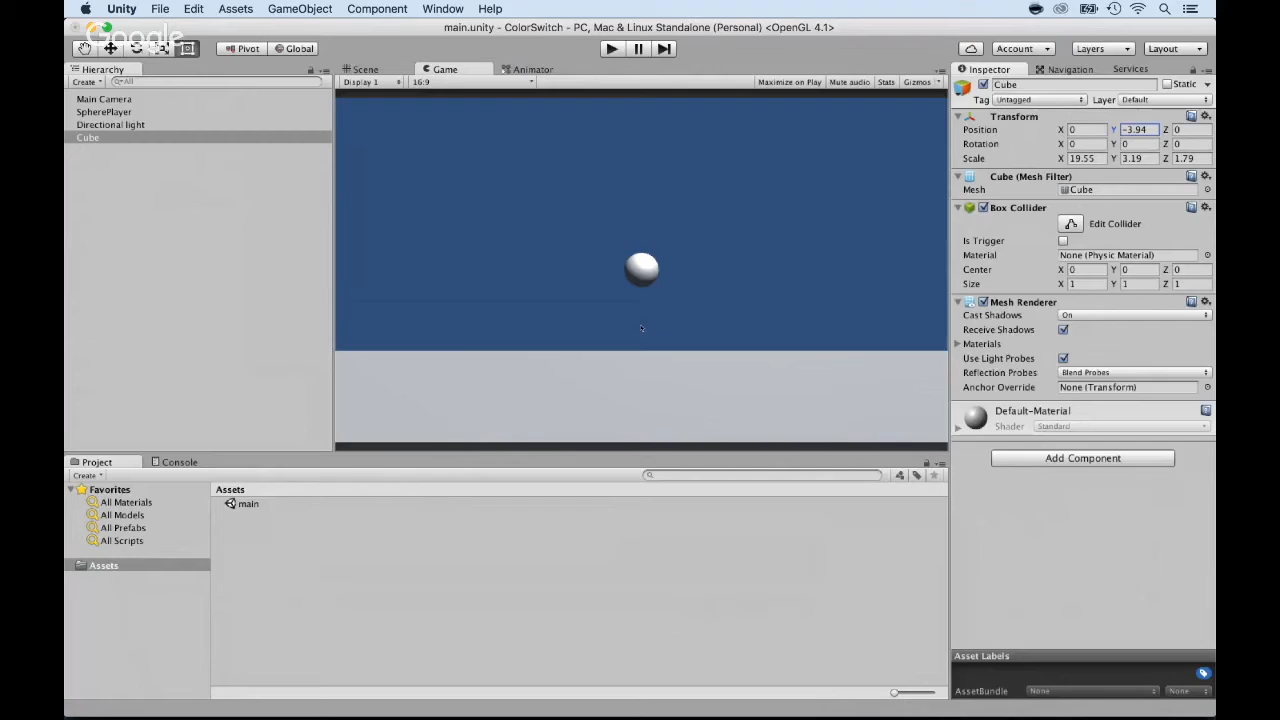 Unity File Edit Assets GameObject Component Window Help
main.unity - ColorSwitch - PC, Mac & Linux Standalone (Personal) <OpenGL 4.1>
Google
Pivot Global Account Layers Layout
Hierarchy Scene Game Animator Inspector Navigation Services
Create All Display 1 16:9 Maximize on Play Mute audio Stats Gizmos Cube Static
Main Camera
SpherePlayer
Directional light
Cube
Tag Untagged Layer Default
Transform
Position X 0 Y -3.94 Z 0
Rotation X 0 Y 0 Z 0
Scale X 19.55 Y 3.19 Z 1.79
Cube (Mesh Filter)
Mesh Cube
Box Collider
Edit Collider
Is Trigger
Material None (Physic Material)
Center X 0 Y 0 Z 0
Size X 1 Y 1 Z 1
Mesh Renderer
Cast Shadows On
Receive Shadows
Materials
Use Light Probes
Reflection Probes Blend Probes
Anchor Override None (Transform)
Default-Material
Shader Standard
Add Component
Project Console
Create
Favorites
All Materials
All Models
All Prefabs
All Scripts
Assets
Assets
main
Asset Labels
AssetBundle None None